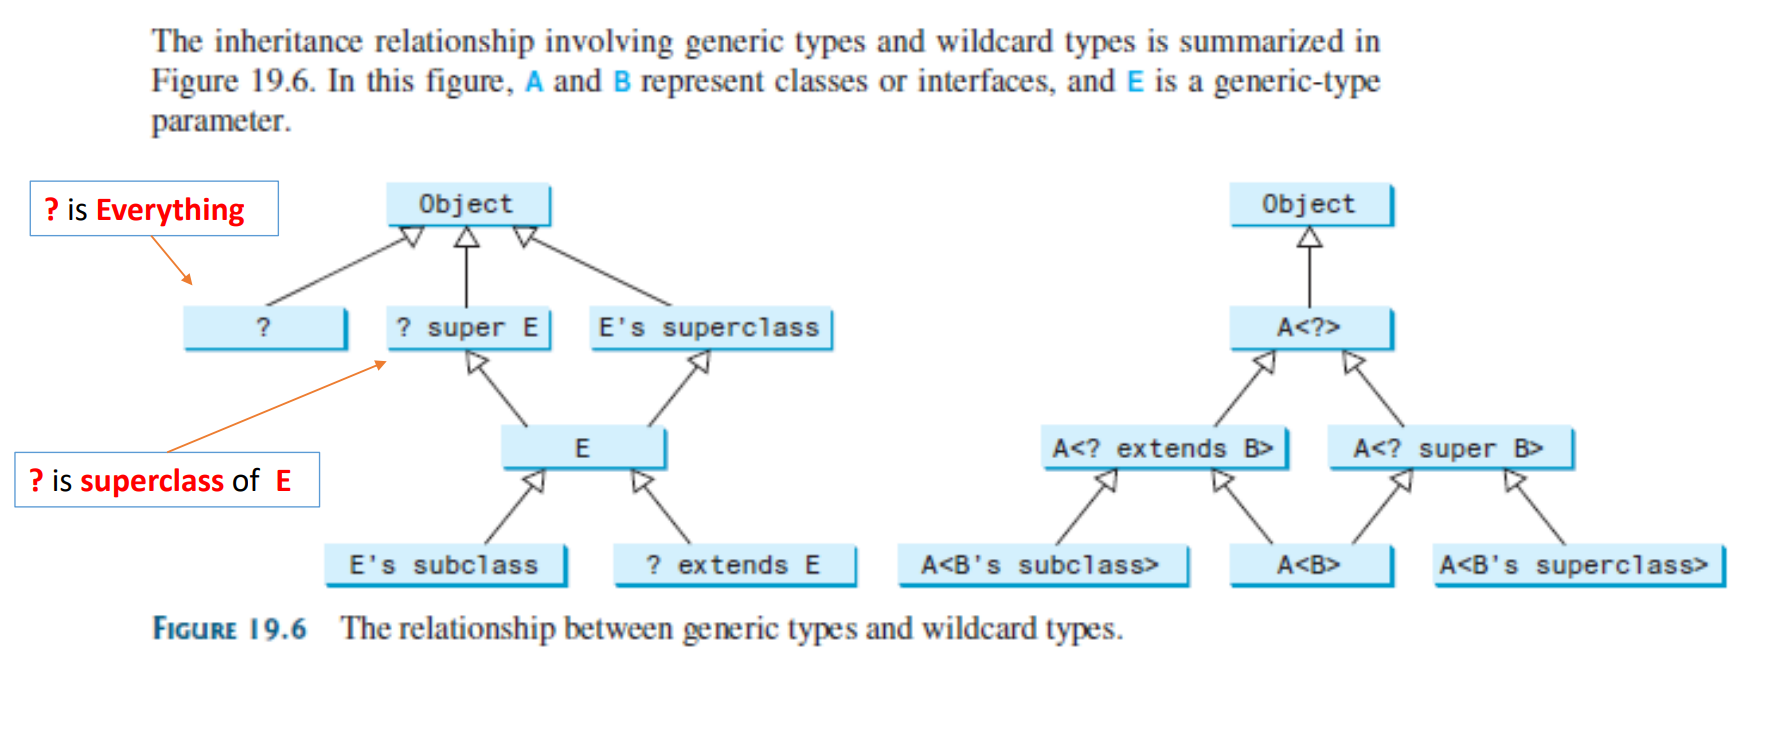 The inheritance relationship involving generic types and wildcard types is summarized in
Figure 19.6. In this figure, A and B represent classes or interfaces, and E is a generic-type
parameter.
? is Everything
Object
?
? super E
E's superclass
? is superclass of E
E
E's subclass
? extends E
Object
A<?>
A<? extends B>
A<? super B>
A<B's subclass>
A<B>
A<B's superclass>
FIGURE 19.6 The relationship between generic types and wildcard types.